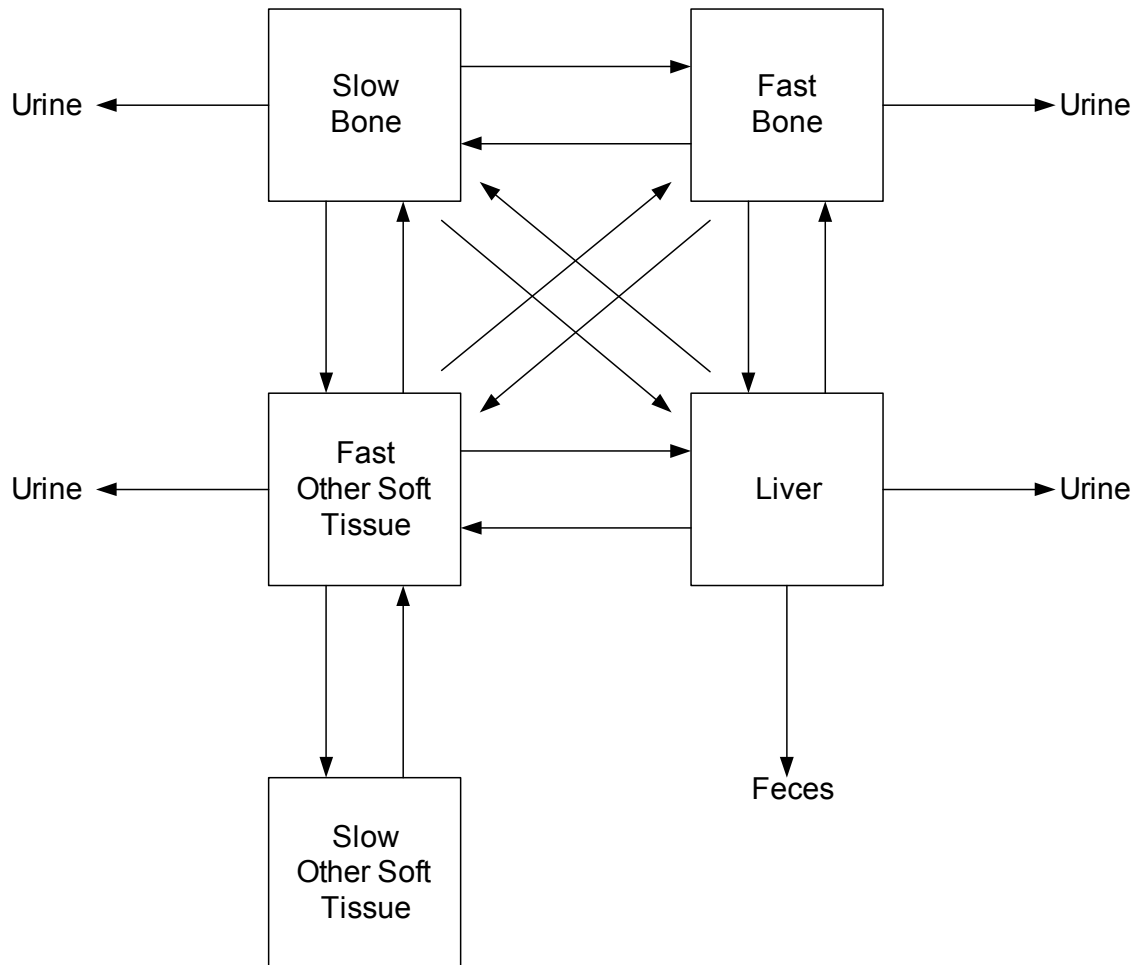 Slow
Bone
Fast
Bone
Urine
Urine
Fast
Other Soft
Tissue
Liver
Urine
Urine
Feces
Slow
Other Soft
Tissue